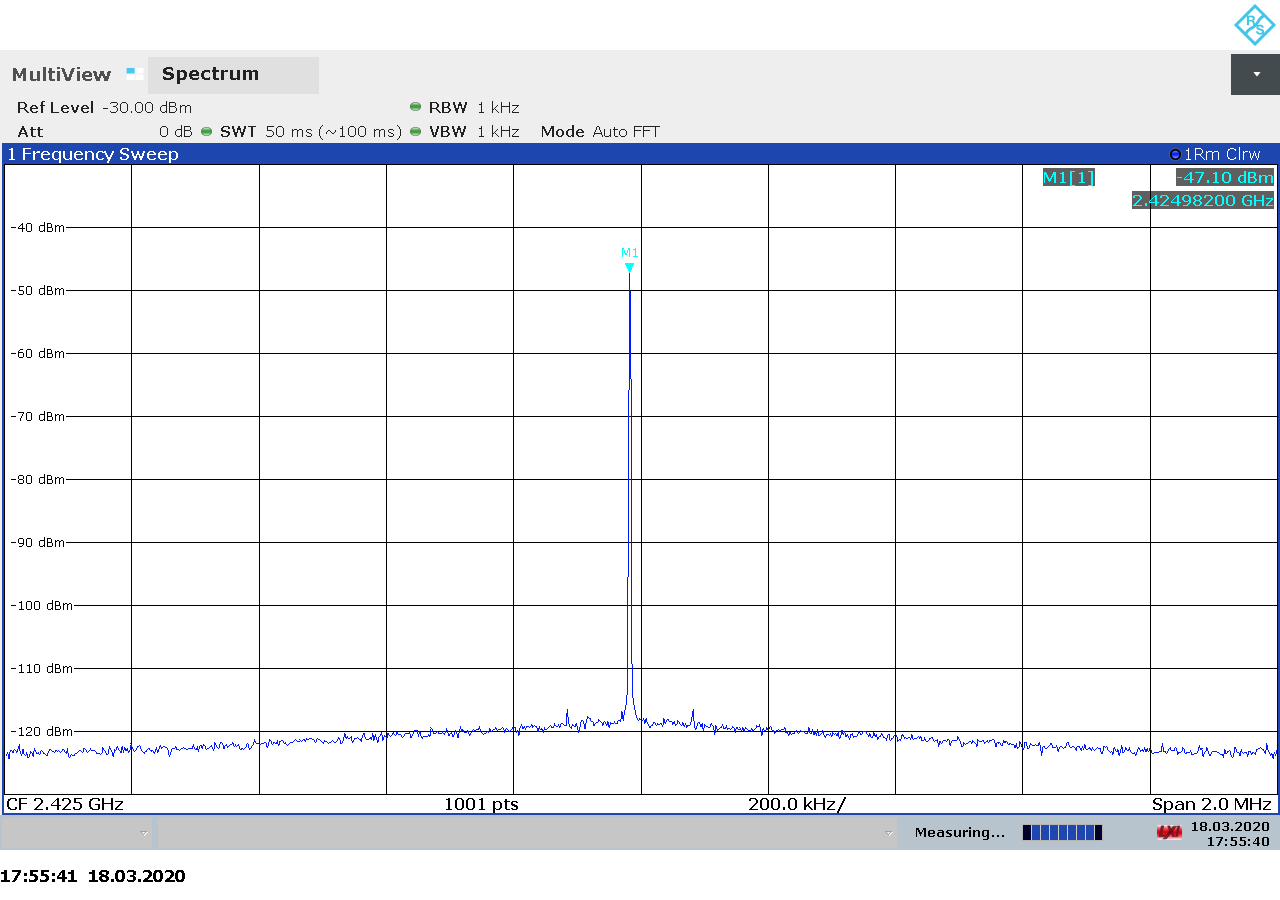 R S
MultiView Spectrum
Ref Level -30.00 dBm RBW 1 kHz
Att 0 dB SWT 50 ms (~100 ms) VBW 1 kHz Mode Auto FFT
1 Frequency Sweep 1Rm Clrw
M1[1] -47.10 dBm
2.42498200 GHz
-40 dBm
M1
-50 dBm
-60 dBm
-70 dBm
-80 dBm
-90 dBm
-100 dBm
-110 dBm
-120 dBm
CF 2.425 GHz 1001 pts 200.0 kHz/ Span 2.0 MHz
Measuring... LXI 18.03.2020
17:55:40
17:55:41 18.03.2020